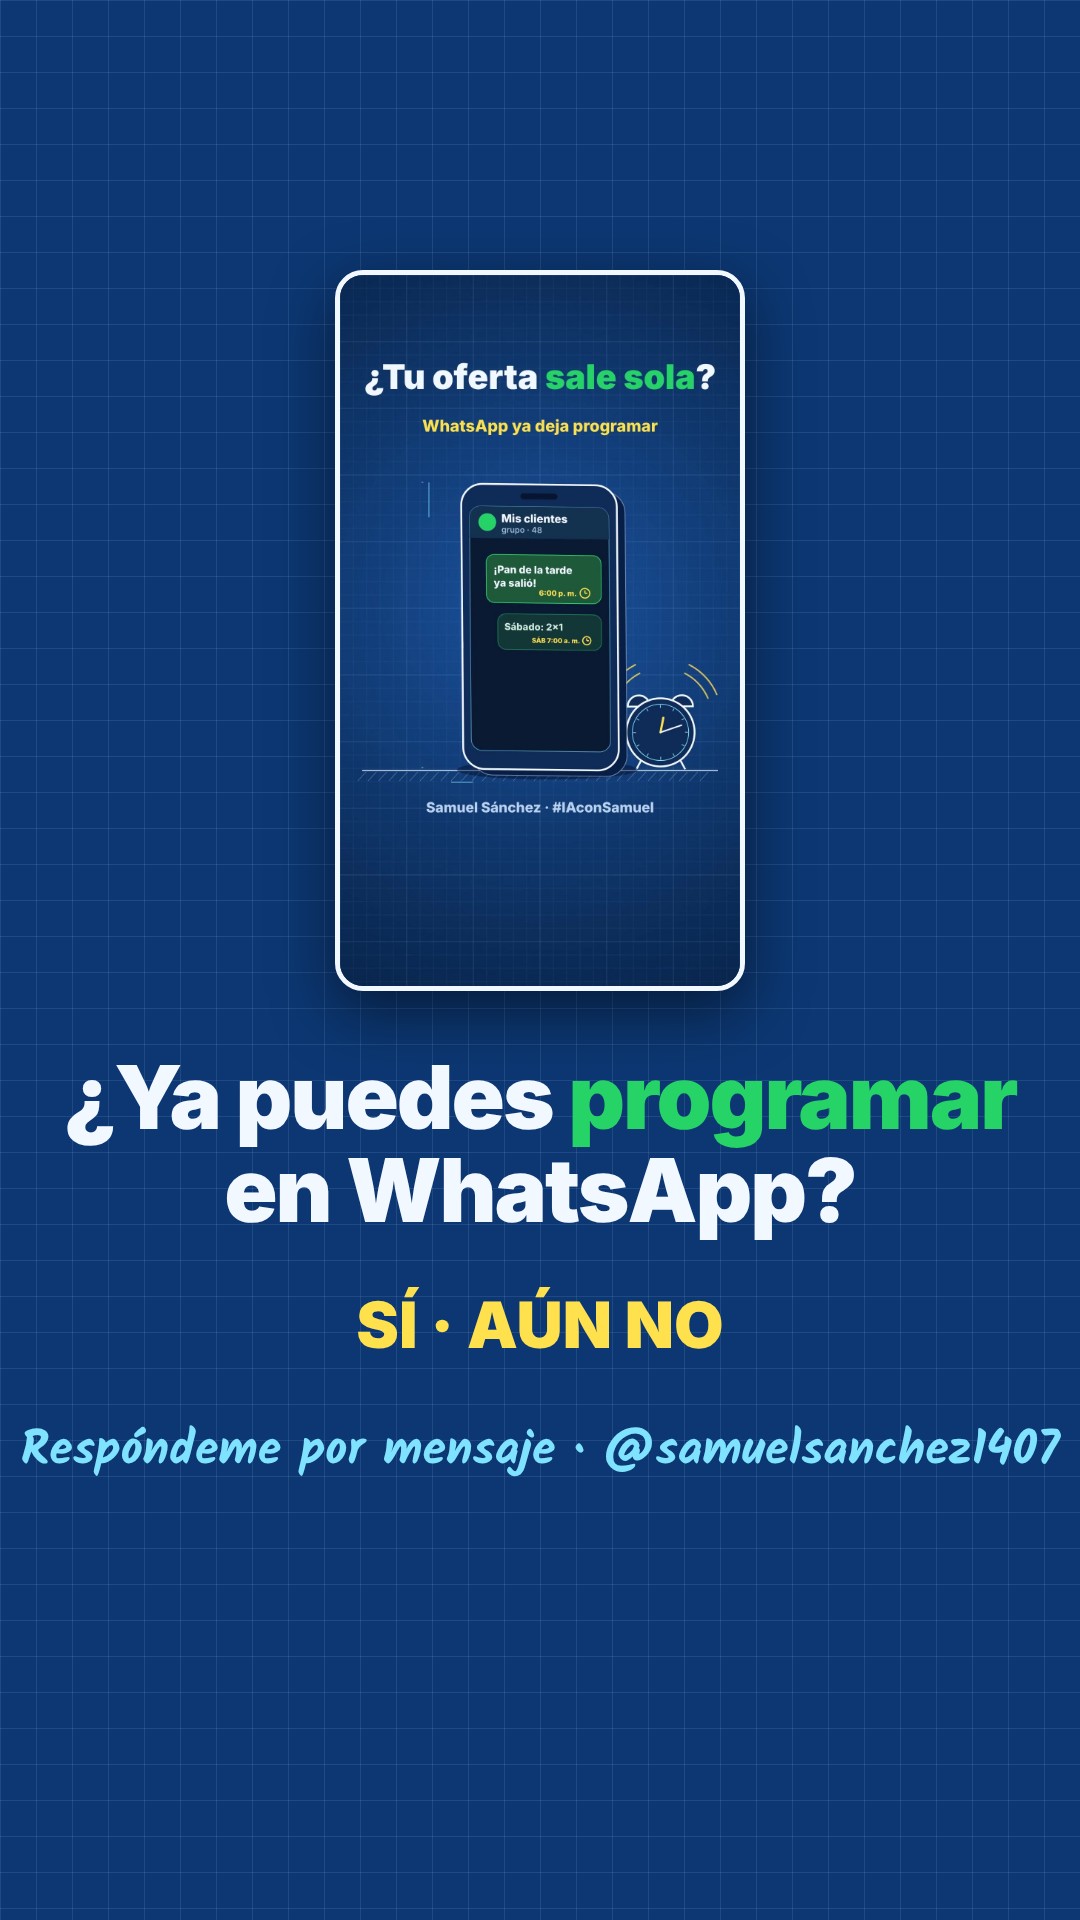 ¿Tu oferta sale sola?
WhatsApp ya deja programar
Mis clientes
grupo · 48
¡Pan de la tarde
ya salió!
6:00 p. m.
Sábado: 2×1
SÁB 7:00 a. m.
Samuel Sánchez · #IAconSamuel
¿Ya puedes programar
en WhatsApp?
SÍ · AÚN NO
Respóndeme por mensaje · @samuelsanchez1407